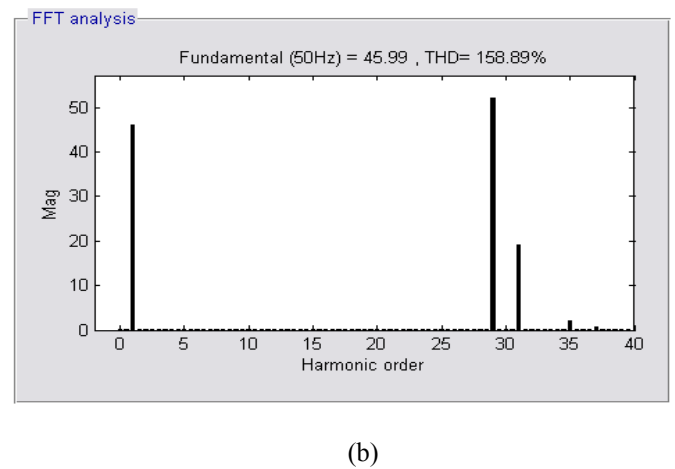 FFT analysis
Fundamental (50Hz) = 45.99 , THD= 158.89%
50
40
30
20
10
0
Mag
0 5 10 15 20 25 30 35 40
Harmonic order
(b)